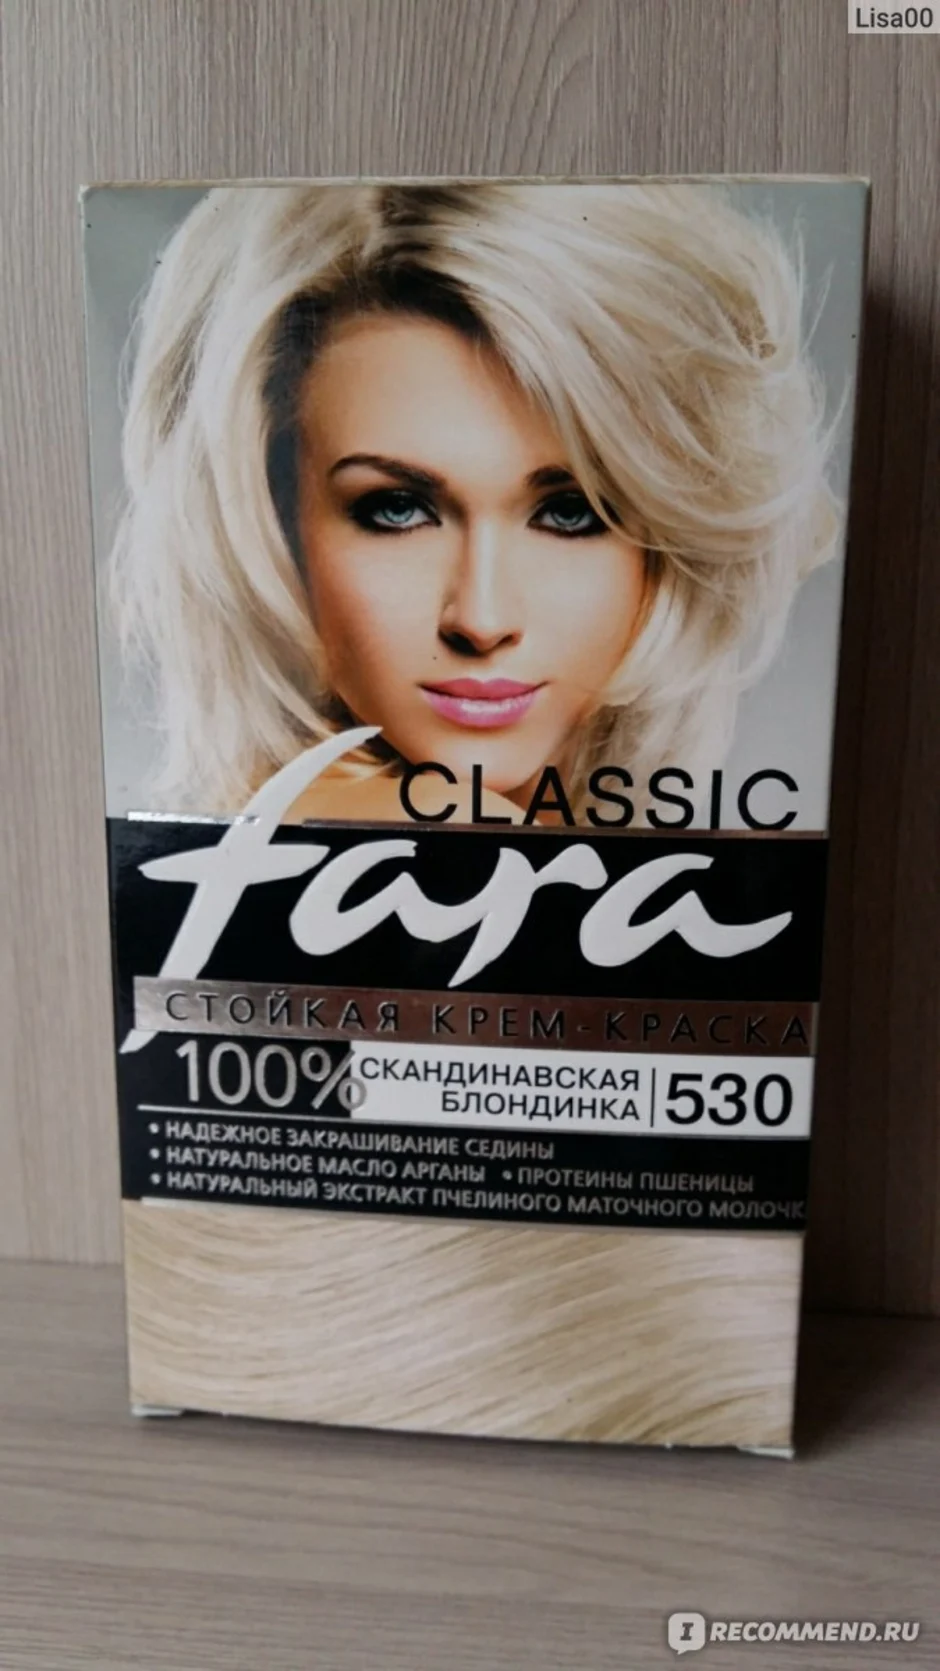 Lisa00
CLASSIC
fara
СТОЙКАЯ КРЕМ-КРАСКА
100% СКАНДИНАВСКАЯ БЛОНДИНКА 530
• НАДЕЖНОЕ ЗАКРАШИВАНИЕ СЕДИНЫ
• НАТУРАЛЬНОЕ МАСЛО АРГАНЫ • ПРОТЕИНЫ ПШЕНИЦЫ
• НАТУРАЛЬНЫЙ ЭКСТРАКТ ПЧЕЛИНОГО МАТОЧНОГО МОЛОЧК
IRECOMMEND.RU